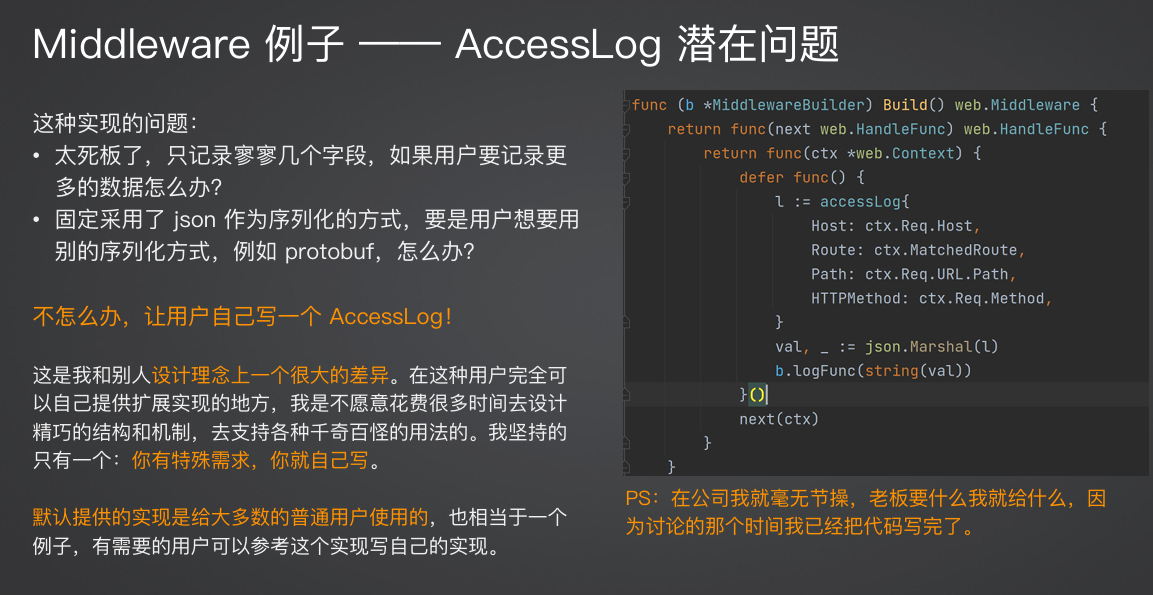 Middleware 例子 —— AccessLog 潜在问题
这种实现的问题：
• 太死板了，只记录寥寥几个字段，如果用户要记录更
多的数据怎么办？
• 固定采用了 json 作为序列化的方式，要是用户想要用
别的序列化方式，例如 protobuf，怎么办？
不怎么办，让用户自己写一个 AccessLog！
这是我和别人设计理念上一个很大的差异。在这种用户完全可
以自己提供扩展实现的地方，我是不愿意花费很多时间去设计
精巧的结构和机制，去支持各种千奇百怪的用法的。我坚持的
只有一个：你有特殊需求，你就自己写。
默认提供的实现是给大多数的普通用户使用的，也相当于一个
例子，有需要的用户可以参考这个实现写自己的实现。
func (b *MiddlewareBuilder) Build() web.Middleware {
return func(next web.HandleFunc) web.HandleFunc {
return func(ctx *web.Context) {
defer func() {
l := accessLog{
Host: ctx.Req.Host,
Route: ctx.MatchedRoute,
Path: ctx.Req.URL.Path,
HTTPMethod: ctx.Req.Method,
}
val, _ := json.Marshal(l)
b.logFunc(string(val))
}()
next(ctx)
}
}
PS：在公司我就毫无节操，老板要什么我就给什么，因
为讨论的那个时间我已经把代码写完了。